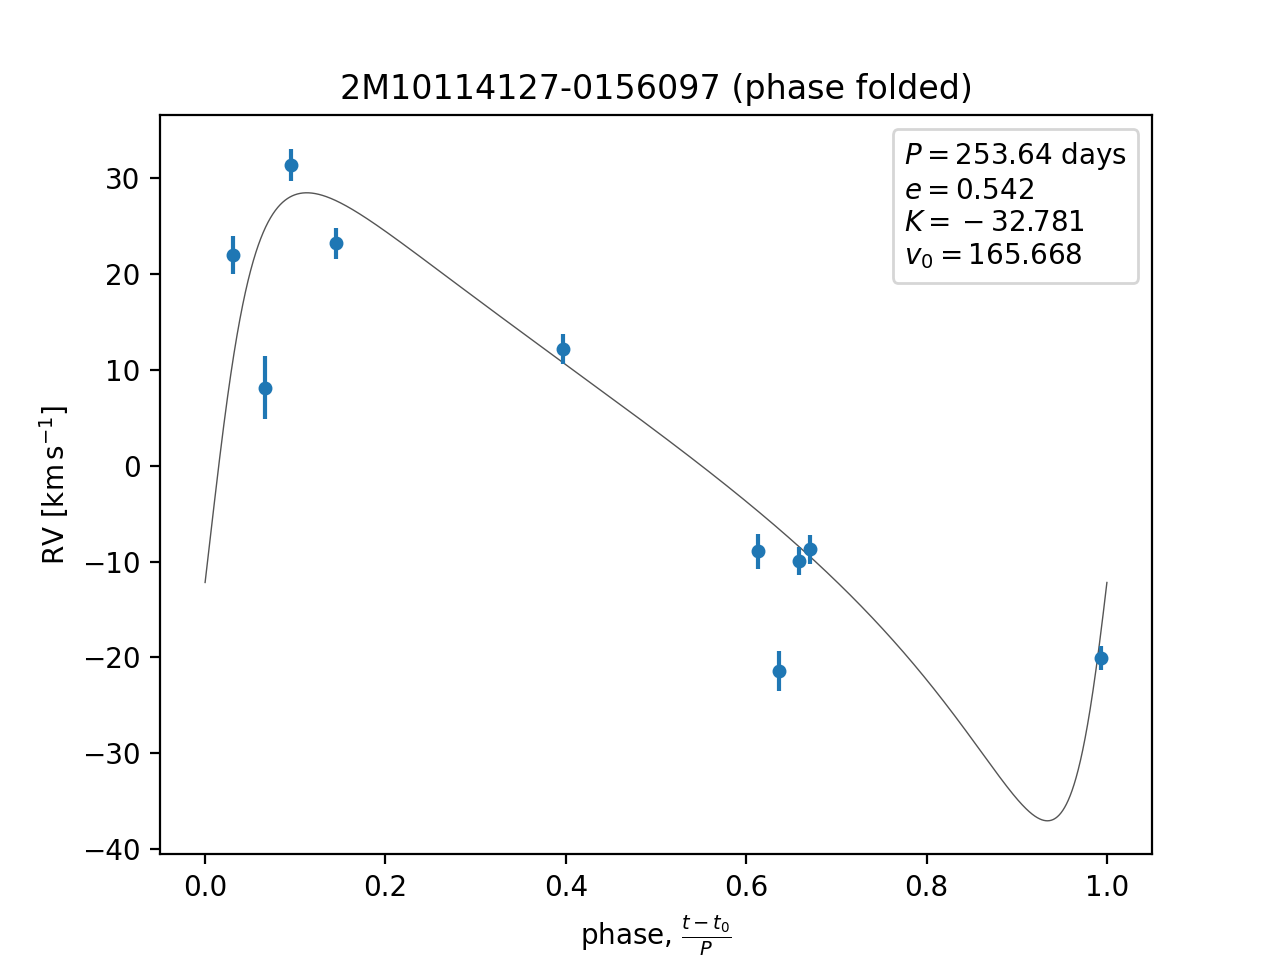 2M10114127-0156097 (phase folded)
P = 253.64 days
e = 0.542
K = − 32.781
v₀ = 165.668
30
20
10
0
−10
−20
−30
−40
RV [km s⁻¹]
0.0 0.2 0.4 0.6 0.8 1.0
phase, (t − t₀)/P